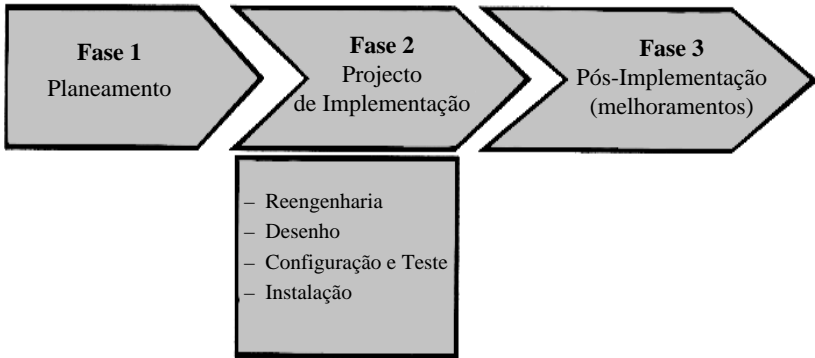 Fase 1
Planeamento
Fase 2
Projecto
de Implementação
Fase 3
Pós-Implementação
(melhoramentos)
– Reengenharia
– Desenho
– Configuração e Teste
– Instalação